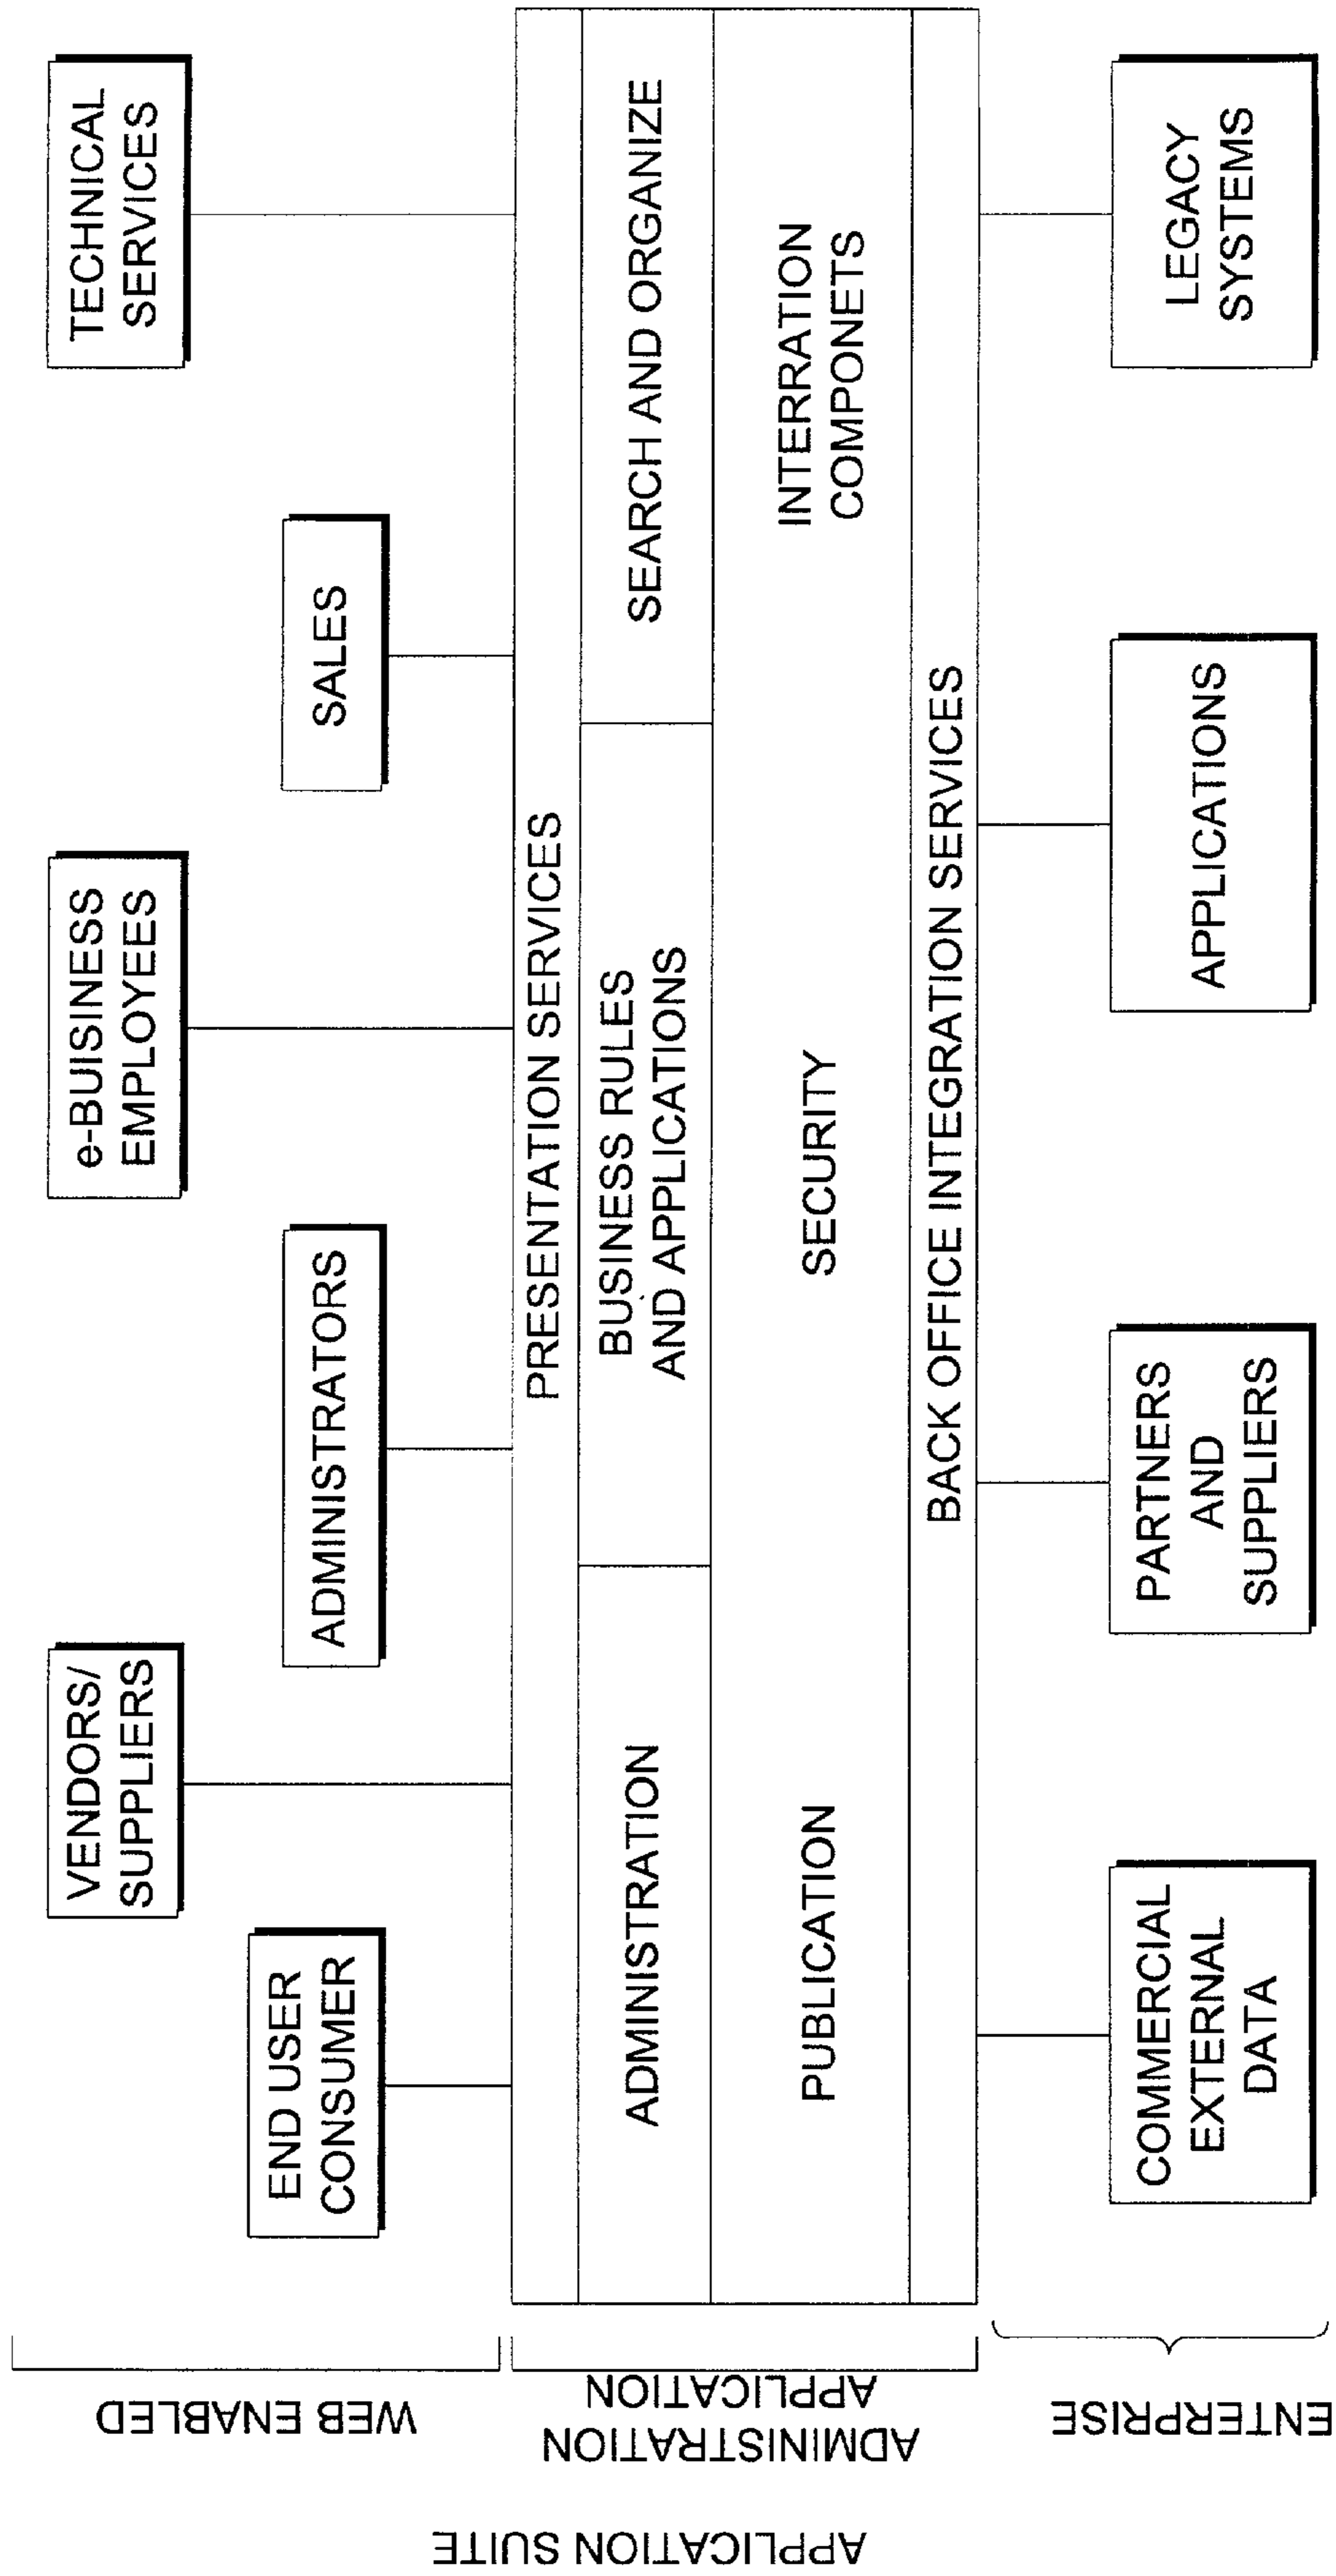 VENDORS/
SUPPLIERS
e-BUISINESS
EMPLOYEES
TECHNICAL
SERVICES
END USER
CONSUMER
ADMINISTRATORS
SALES
PRESENTATION SERVICES
ADMINISTRATION
BUSINESS RULES
AND APPLICATIONS
SEARCH AND ORGANIZE
PUBLICATION
SECURITY
INTERRATION
COMPONETS
BACK OFFICE INTEGRATION SERVICES
COMMERCIAL
EXTERNAL
DATA
PARTNERS
AND
SUPPLIERS
APPLICATIONS
LEGACY
SYSTEMS
WEB ENABLED
ADMINISTRATION
APPLICATION
ENTERPRISE
APPLICATION SUITE